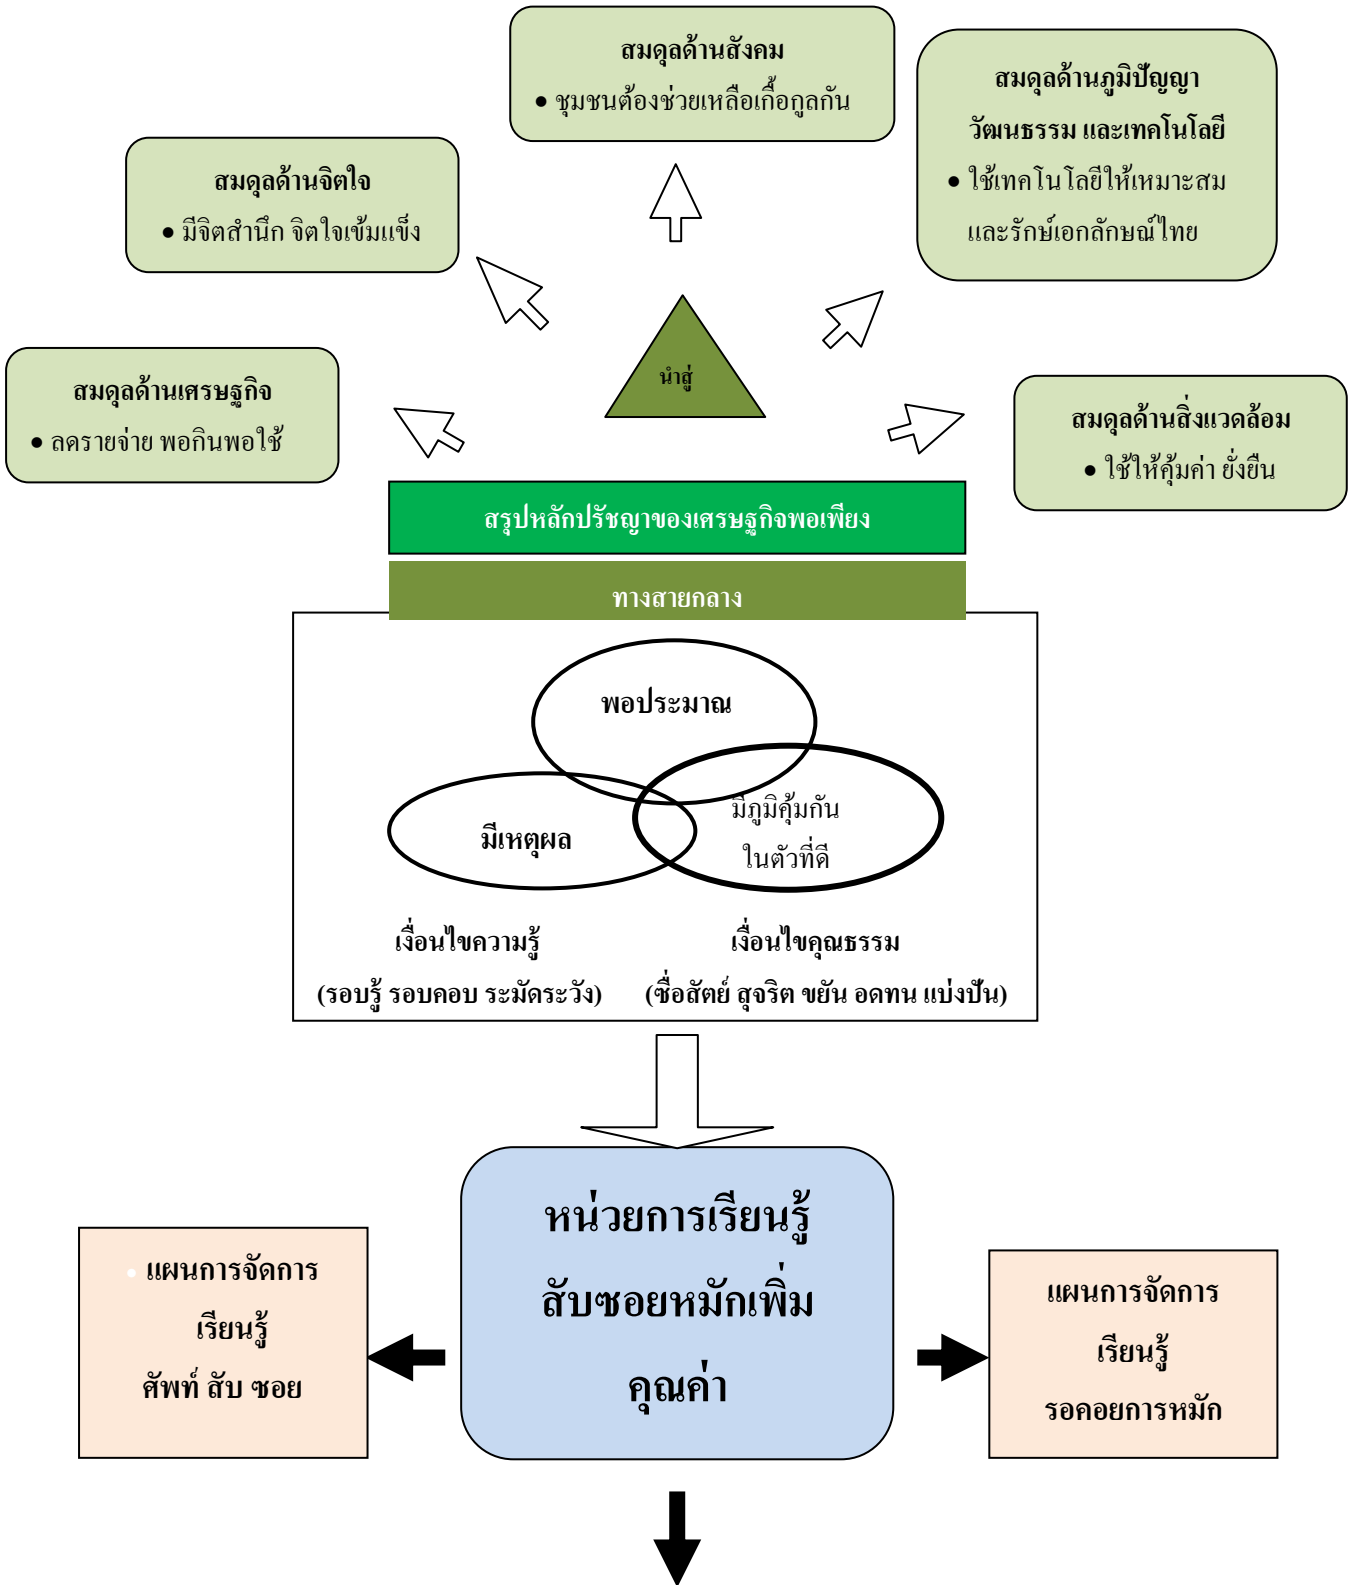 สมดุลด้านสังคม
• ชุมชนต้องช่วยเหลือเกื้อกูลกัน
สมดุลด้านภูมิปัญญา
วัฒนธรรม และเทคโนโลยี
• ใช้เทคโนโลยีให้เหมาะสม
และรักษ์เอกลักษณ์ไทย
สมดุลด้านจิตใจ
• มีจิตสำนึก จิตใจเข้มแข็ง
นำสู่
สมดุลด้านเศรษฐกิจ
• ลดรายจ่าย พอกินพอใช้
สมดุลด้านสิ่งแวดล้อม
• ใช้ให้คุ้มค่า ยั่งยืน
สรุปหลักปรัชญาของเศรษฐกิจพอเพียง
ทางสายกลาง
พอประมาณ
มีเหตุผล
มีภูมิคุ้มกัน
ในตัวที่ดี
เงื่อนไขความรู้
(รอบรู้ รอบคอบ ระมัดระวัง)
เงื่อนไขคุณธรรม
(ซื่อสัตย์ สุจริต ขยัน อดทน แบ่งปัน)
หน่วยการเรียนรู้
สับซอยหมักเพิ่ม
คุณค่า
• แผนการจัดการ
เรียนรู้
ศัพท์ สับ ซอย
แผนการจัดการ
เรียนรู้
รอคอยการหมัก